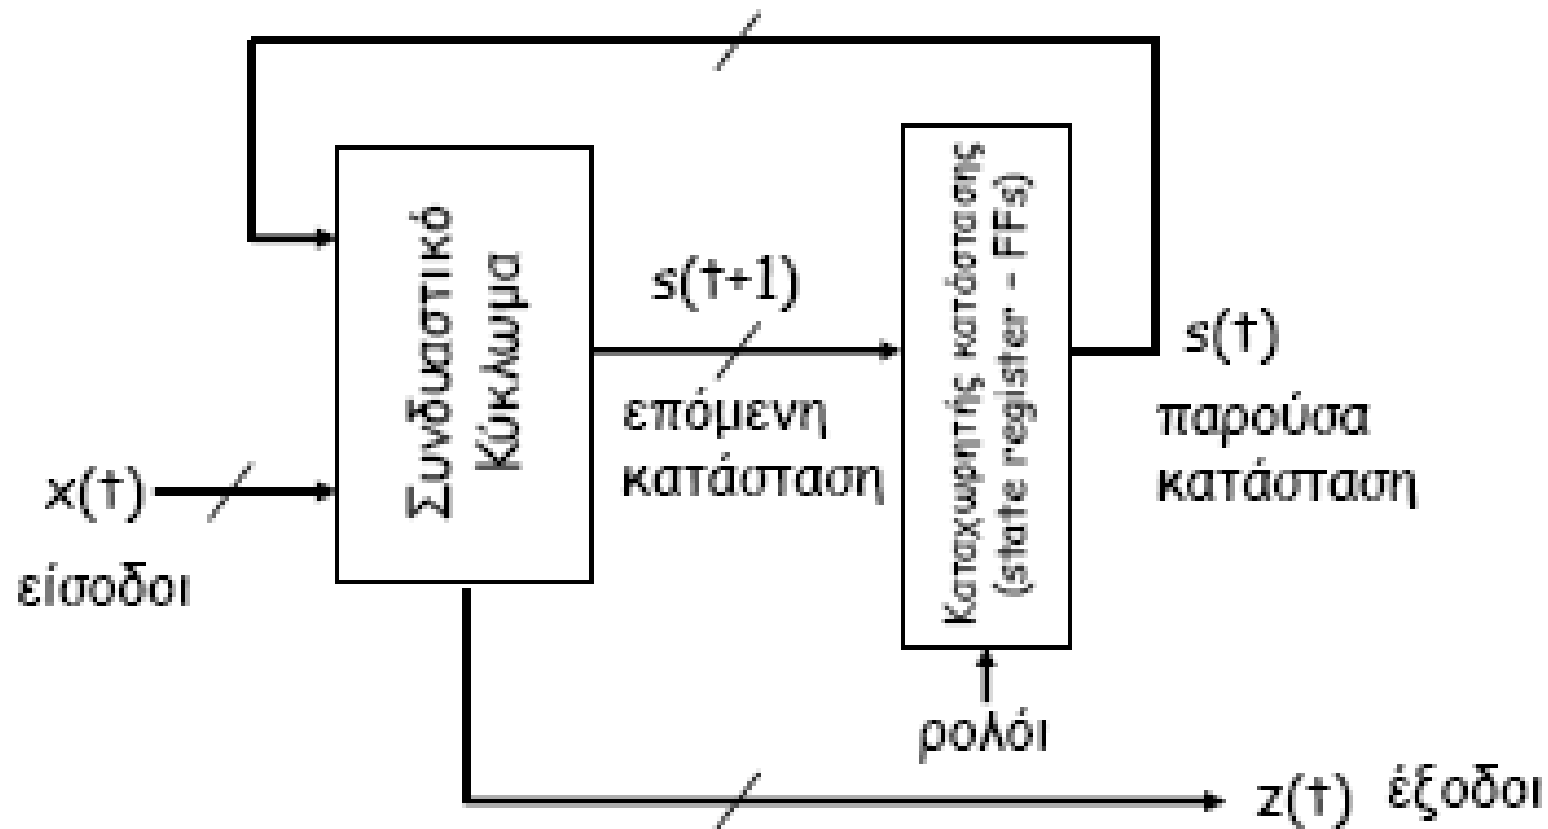 Συνδυαστικό
Κύκλωμα
s(t+1)
επόμενη
κατάσταση
Καταχωρητής κατάστασης
(state register - FFs)
s(t)
παρούσα
κατάσταση
x(t)
είσοδοι
ρολόι
z(t) έξοδοι